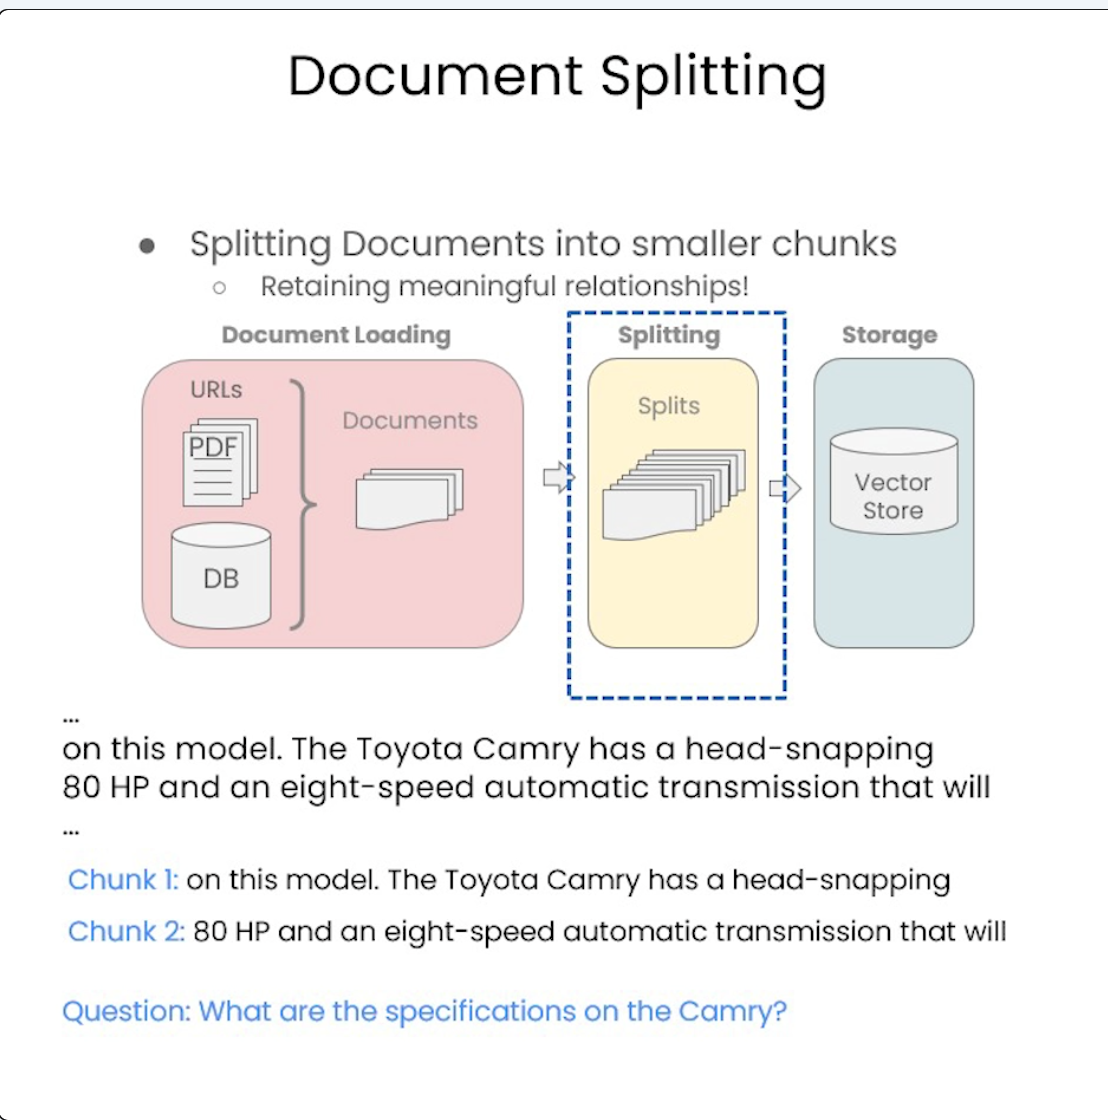 Document Splitting
● Splitting Documents into smaller chunks
○ Retaining meaningful relationships!
Document Loading
Splitting
Storage
URLs
PDF
DB
Documents
Splits
Vector
Store
...
on this model. The Toyota Camry has a head-snapping
80 HP and an eight-speed automatic transmission that will
...
Chunk 1: on this model. The Toyota Camry has a head-snapping
Chunk 2: 80 HP and an eight-speed automatic transmission that will
Question: What are the specifications on the Camry?